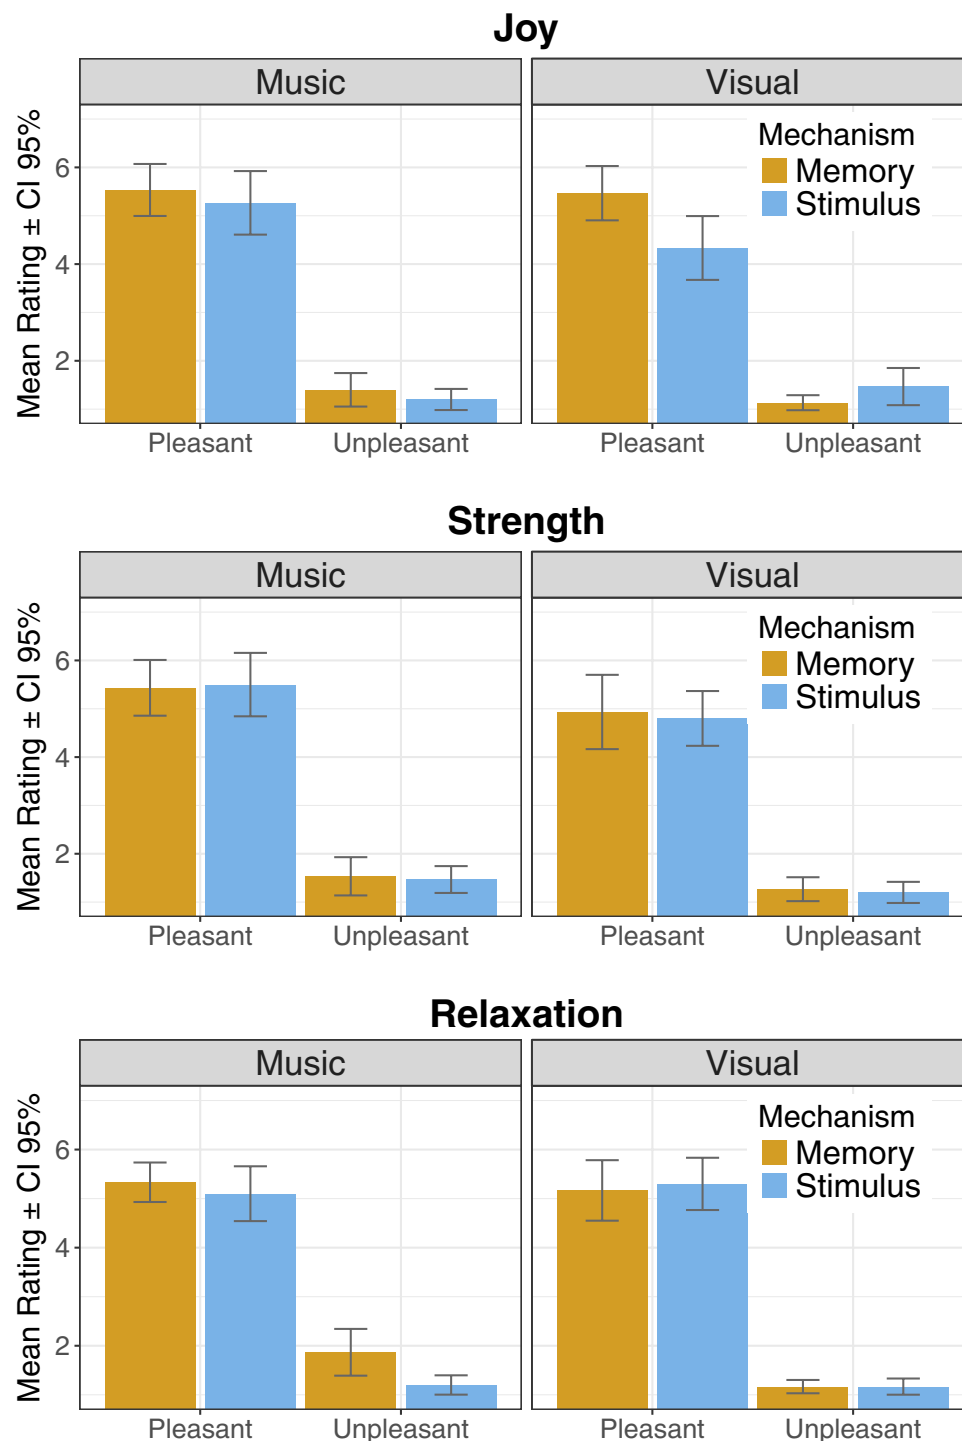 Joy
Music
Visual
Mean Rating ± CI 95%
6
4
2
Mechanism
Memory
Stimulus
Pleasant
Unpleasant
Pleasant
Unpleasant
Strength
Music
Visual
Mean Rating ± CI 95%
6
4
2
Mechanism
Memory
Stimulus
Pleasant
Unpleasant
Pleasant
Unpleasant
Relaxation
Music
Visual
Mean Rating ± CI 95%
6
4
2
Mechanism
Memory
Stimulus
Pleasant
Unpleasant
Pleasant
Unpleasant